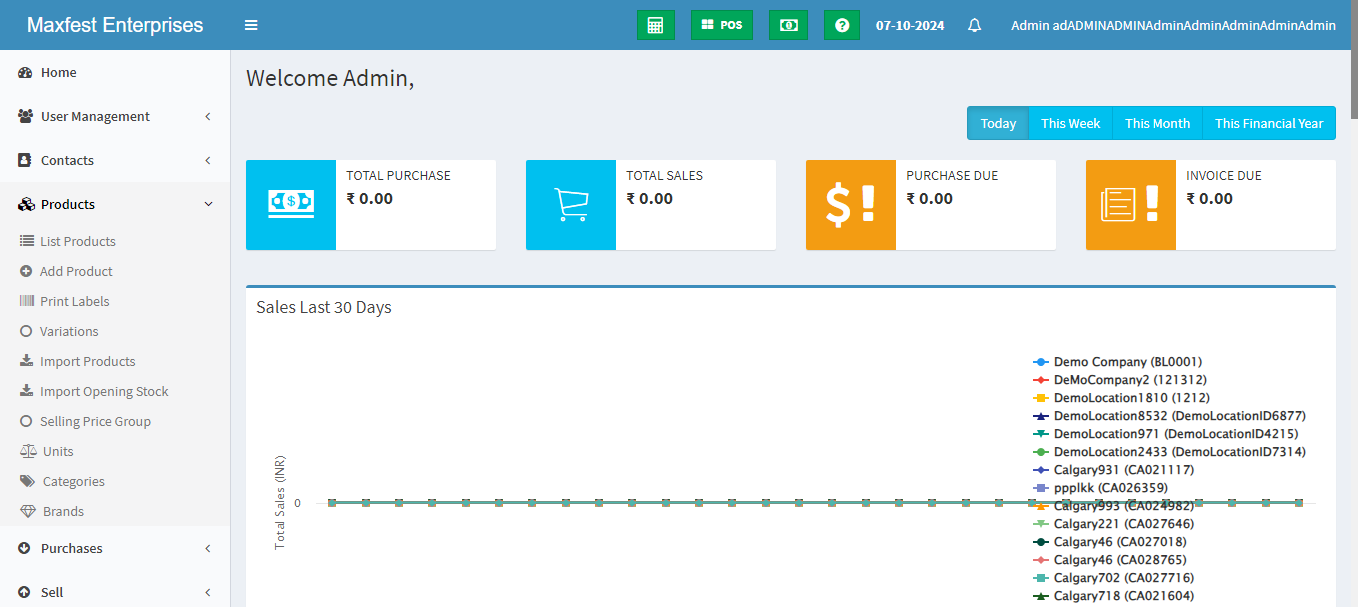 Maxfest Enterprises
POS
07-10-2024
Admin adADMINADMINAdminAdminAdminAdminAdmin
Home
User Management
Contacts
Products
List Products
Add Product
Print Labels
Variations
Import Products
Import Opening Stock
Selling Price Group
Units
Categories
Brands
Purchases
Sell
Welcome Admin,
Today
This Week
This Month
This Financial Year
TOTAL PURCHASE
₹ 0.00
TOTAL SALES
₹ 0.00
PURCHASE DUE
₹ 0.00
INVOICE DUE
₹ 0.00
Sales Last 30 Days
Total Sales (INR)
0
Demo Company (BL0001)
DeMoCompany2 (121312)
DemoLocation1810 (1212)
DemoLocation8532 (DemoLocationID6877)
DemoLocation971 (DemoLocationID4215)
DemoLocation2433 (DemoLocationID7314)
Calgary931 (CA021117)
ppplkk (CA026359)
Calgary993 (CA024982)
Calgary221 (CA027646)
Calgary46 (CA027018)
Calgary46 (CA028765)
Calgary702 (CA027716)
Calgary718 (CA021604)